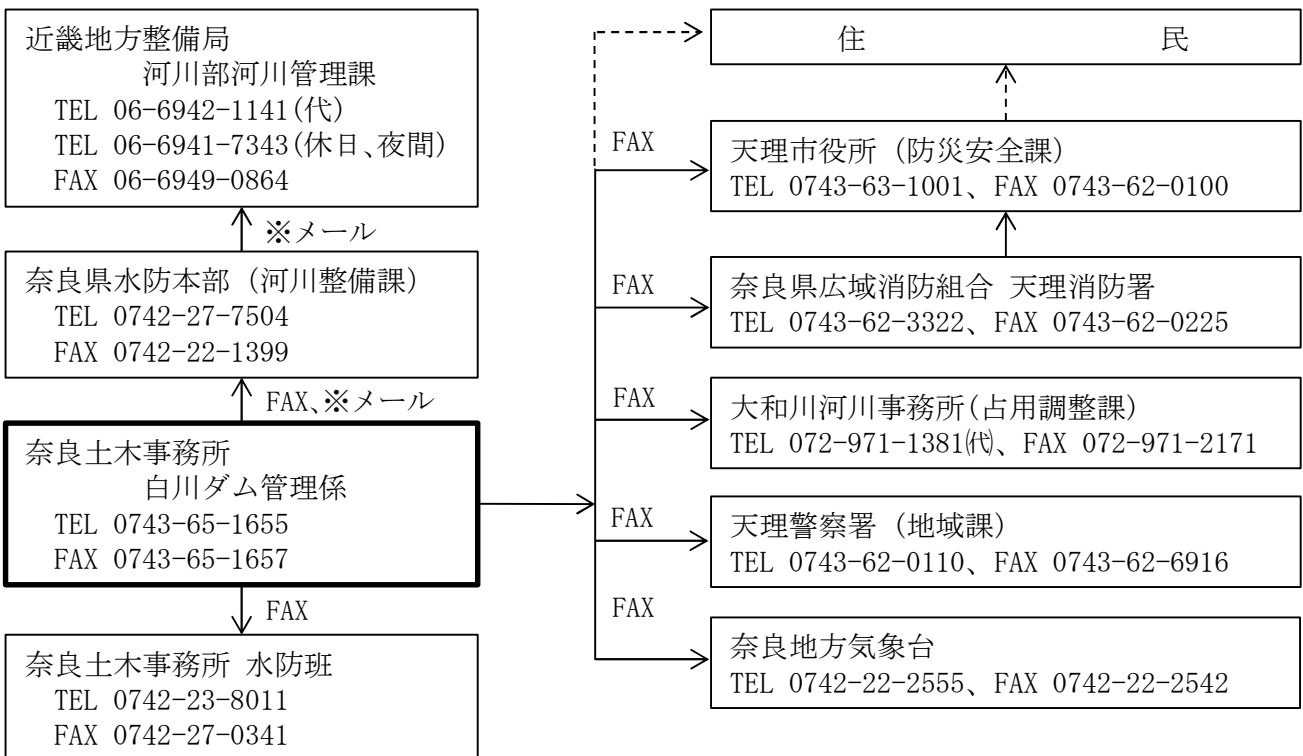 近畿地方整備局
河川部河川管理課
TEL 06-6942-1141(代)
TEL 06-6941-7343(休日、夜間)
FAX 06-6949-0864
※メール
奈良県水防本部 (河川整備課)
TEL 0742-27-7504
FAX 0742-22-1399
FAX、※メール
奈良土木事務所
白川ダム管理係
TEL 0743-65-1655
FAX 0743-65-1657
FAX
奈良土木事務所 水防班
TEL 0742-23-8011
FAX 0742-27-0341
住 民
FAX
天理市役所 (防災安全課)
TEL 0743-63-1001、FAX 0743-62-0100
FAX
奈良県広域消防組合 天理消防署
TEL 0743-62-3322、FAX 0743-62-0225
FAX
大和川河川事務所(占用調整課)
TEL 072-971-1381㈹、FAX 072-971-2171
FAX
天理警察署 (地域課)
TEL 0743-62-0110、FAX 0743-62-6916
FAX
奈良地方気象台
TEL 0742-22-2555、FAX 0742-22-2542